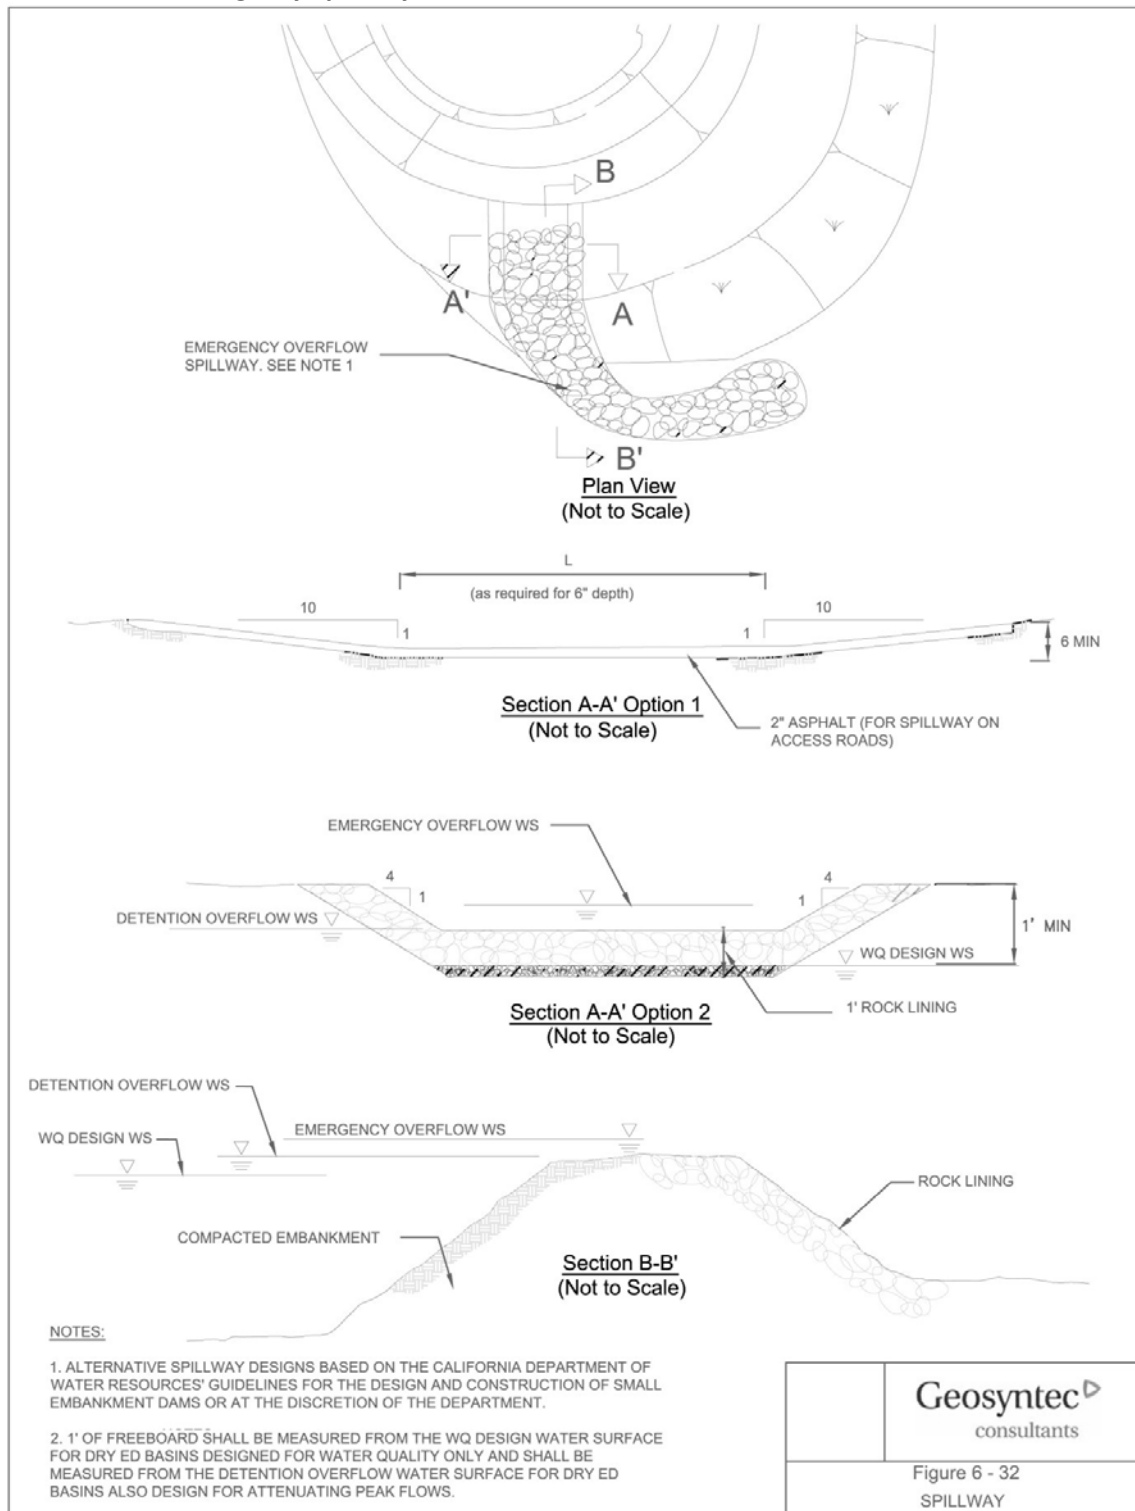 B
A'
A
EMERGENCY OVERFLOW
SPILLWAY. SEE NOTE 1
B'
Plan View
(Not to Scale)
L
(as required for 6" depth)
10
1
1
10
6 MIN
Section A-A' Option 1
(Not to Scale)
2" ASPHALT (FOR SPILLWAY ON
ACCESS ROADS)
EMERGENCY OVERFLOW WS
4
1
1
4
DETENTION OVERFLOW WS
1' MIN
WQ DESIGN WS
1' ROCK LINING
Section A-A' Option 2
(Not to Scale)
DETENTION OVERFLOW WS
EMERGENCY OVERFLOW WS
WQ DESIGN WS
ROCK LINING
COMPACTED EMBANKMENT
Section B-B'
(Not to Scale)
NOTES:
1. ALTERNATIVE SPILLWAY DESIGNS BASED ON THE CALIFORNIA DEPARTMENT OF
WATER RESOURCES' GUIDELINES FOR THE DESIGN AND CONSTRUCTION OF SMALL
EMBANKMENT DAMS OR AT THE DISCRETION OF THE DEPARTMENT.
2. 1' OF FREEBOARD SHALL BE MEASURED FROM THE WQ DESIGN WATER SURFACE
FOR DRY ED BASINS DESIGNED FOR WATER QUALITY ONLY AND SHALL BE
MEASURED FROM THE DETENTION OVERFLOW WATER SURFACE FOR DRY ED
BASINS ALSO DESIGN FOR ATTENUATING PEAK FLOWS.
Geosyntec
consultants
Figure 6 - 32
SPILLWAY